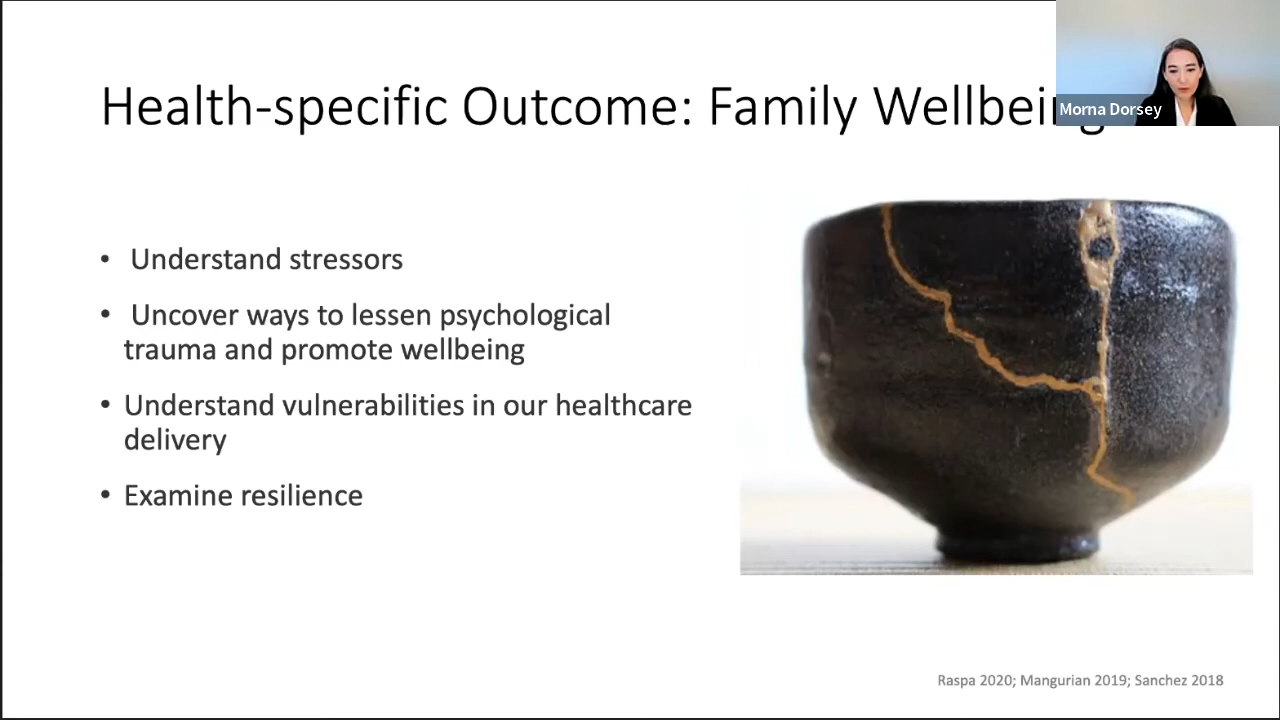 Health-specific Outcome: Family Wellbeing
Morna Dorsey
• Understand stressors
• Uncover ways to lessen psychological
trauma and promote wellbeing
• Understand vulnerabilities in our healthcare
delivery
• Examine resilience
Raspa 2020; Mangurian 2019; Sanchez 2018